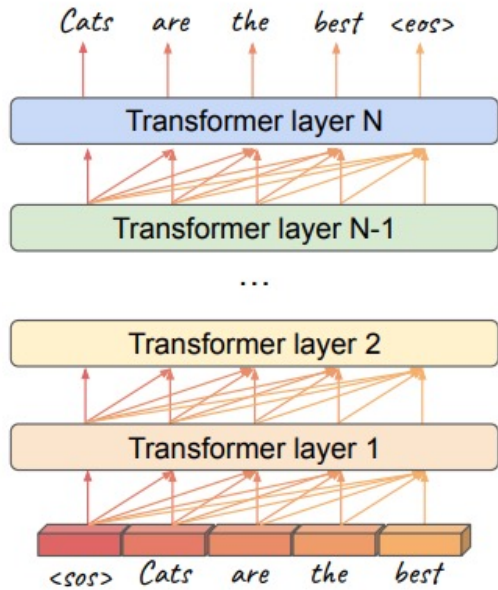 Cats are the best <eos>
Transformer layer N
Transformer layer N-1
...
Transformer layer 2
Transformer layer 1
<sos> Cats are the best